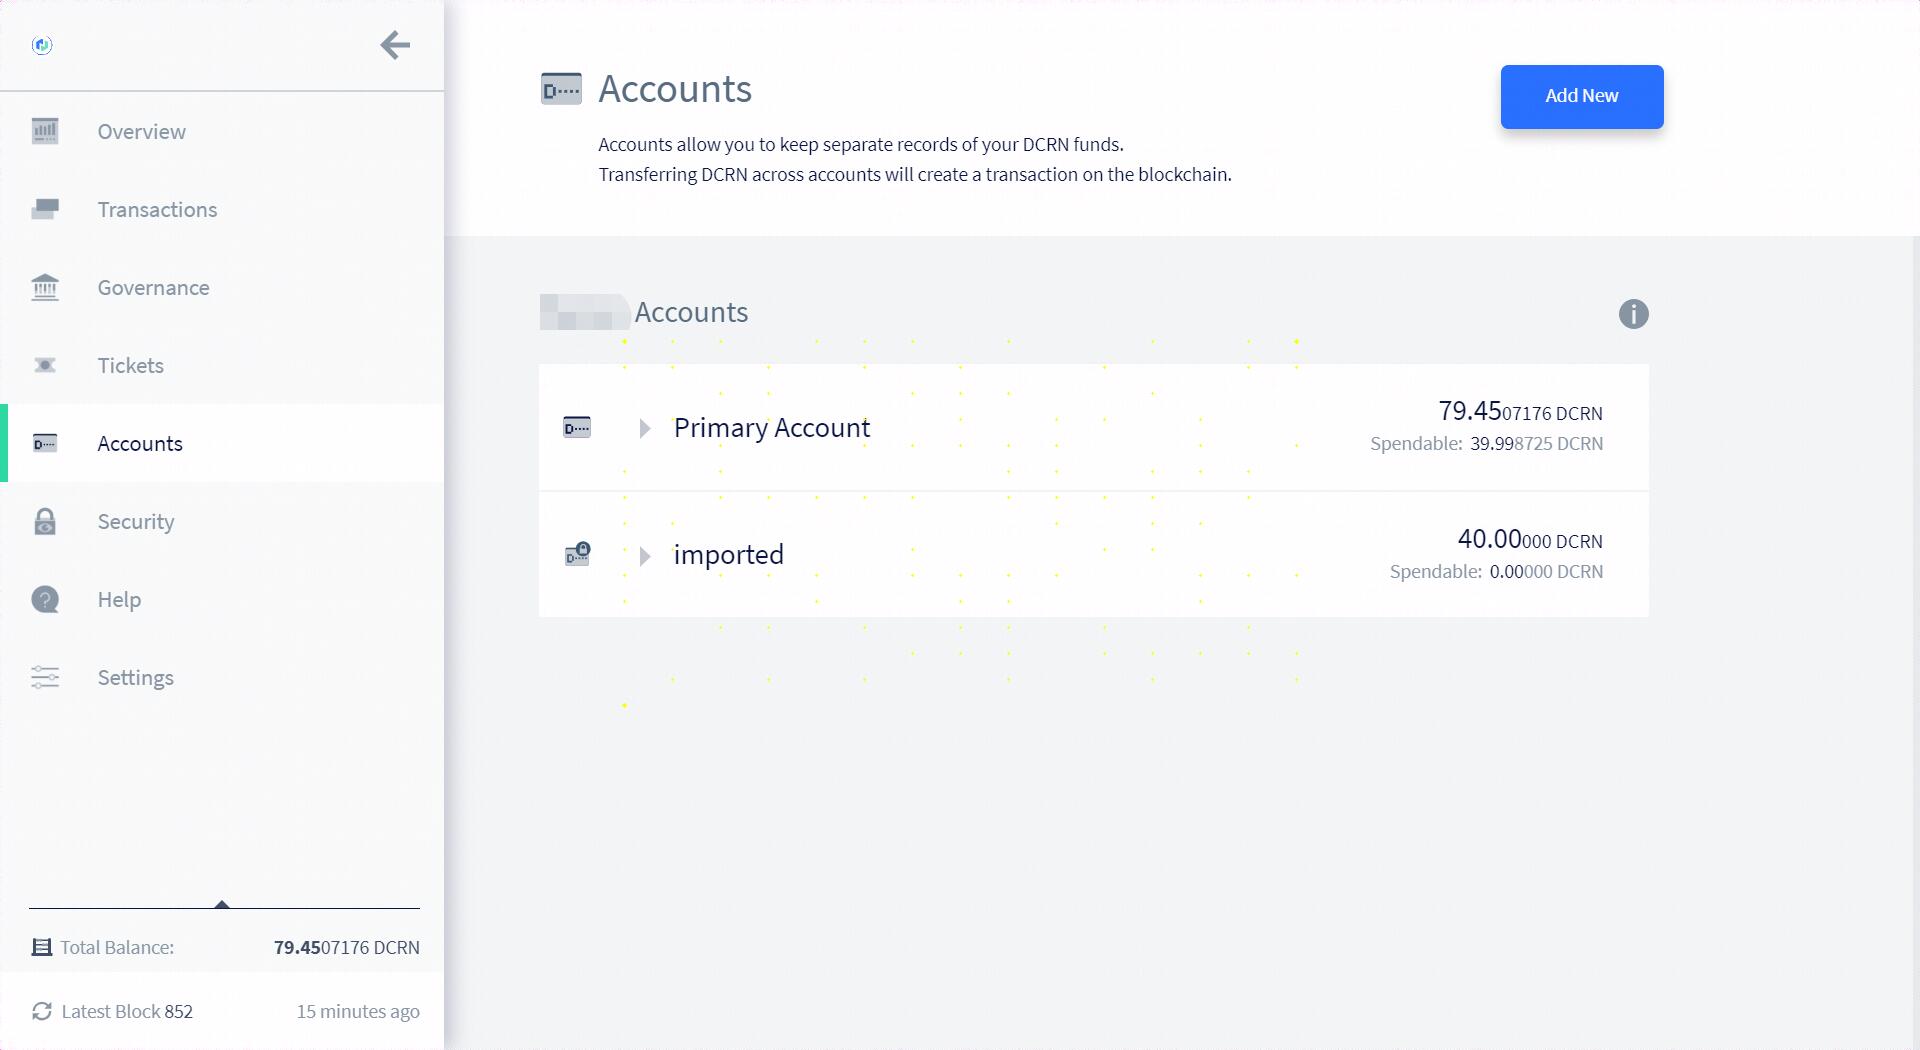 Overview
Transactions
Governance
Tickets
Accounts
Security
Help
Settings
Total Balance: 79.4507176 DCRN
Latest Block 852 15 minutes ago
Accounts
Accounts allow you to keep separate records of your DCRN funds.
Transferring DCRN across accounts will create a transaction on the blockchain.
Add New
Accounts
Primary Account
79.4507176 DCRN
Spendable: 39.998725 DCRN
imported
40.00000 DCRN
Spendable: 0.00000 DCRN